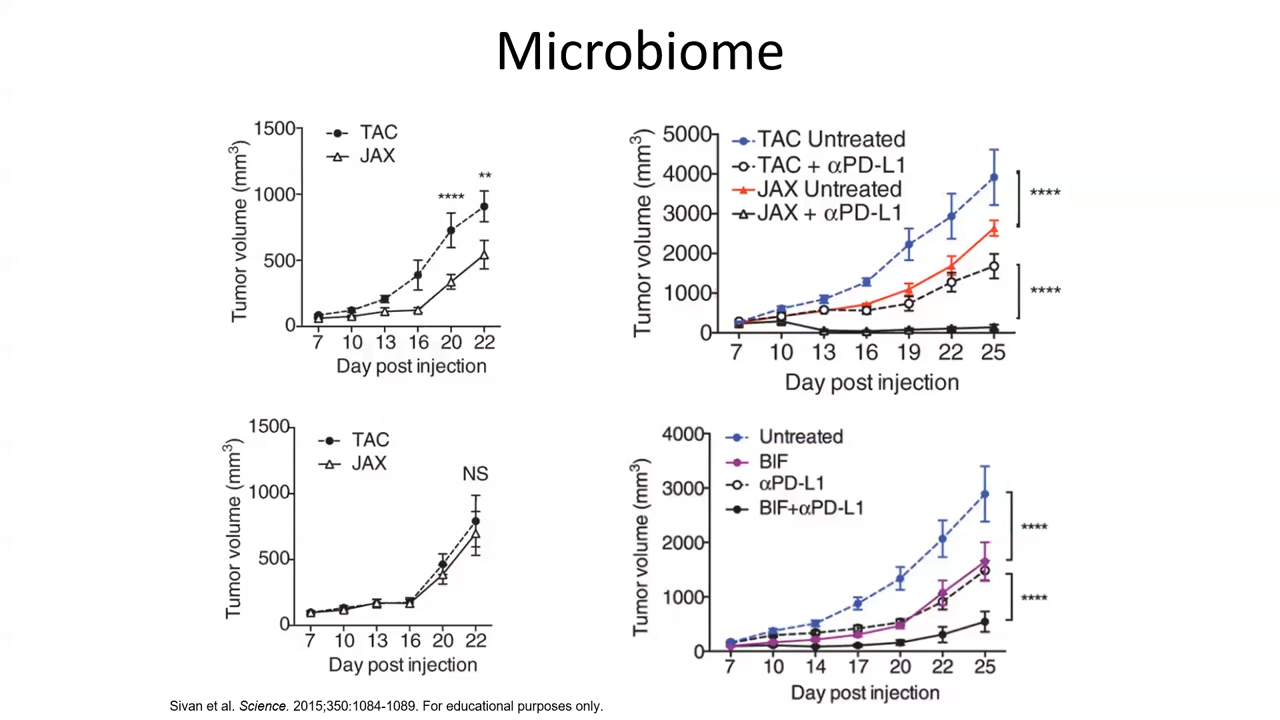 Microbiome
1500
1000
500
0
Tumor volume (mm³)
TAC
JAX
****
**
7 10 13 16 20 22
Day post injection
5000
4000
3000
2000
1000
0
Tumor volume (mm³)
TAC Untreated
TAC + αPD-L1
JAX Untreated
JAX + αPD-L1
****
****
7 10 13 16 19 22 25
Day post injection
1500
1000
500
0
Tumor volume (mm³)
TAC
JAX
NS
7 10 13 16 20 22
Day post injection
4000
3000
2000
1000
0
Tumor volume (mm³)
Untreated
BIF
αPD-L1
BIF+αPD-L1
****
****
7 10 14 17 20 22 25
Day post injection
Sivan et al. Science. 2015;350:1084-1089. For educational purposes only.